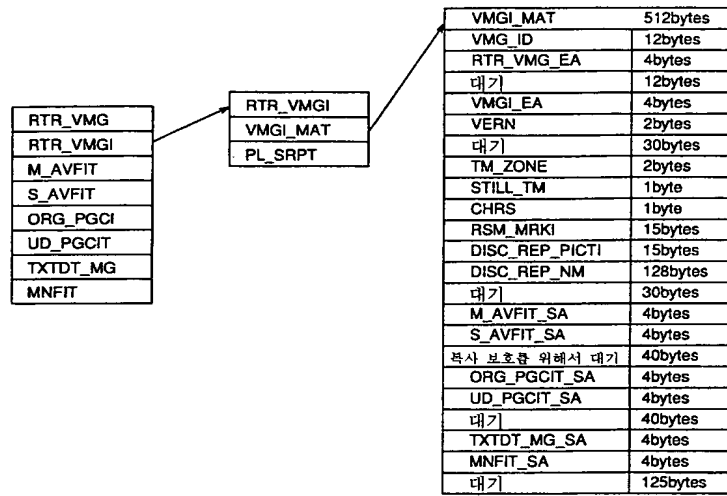 RTR_VMG
RTR_VMGI
M_AVFIT
S_AVFIT
ORG_PGCI
UD_PGCIT
TXTDT_MG
MNFIT
RTR_VMGI
VMGI_MAT
PL_SRPT
VMGI_MAT 512bytes
VMG_ID 12bytes
RTR_VMG_EA 4bytes
대기 12bytes
VMGI_EA 4bytes
VERN 2bytes
대기 30bytes
TM_ZONE 2bytes
STILL_TM 1byte
CHRS 1byte
RSM_MRKI 15bytes
DISC_REP_PICTI 15bytes
DISC_REP_NM 128bytes
대기 30bytes
M_AVFIT_SA 4bytes
S_AVFIT_SA 4bytes
복사 보호를 위해서 대기 40bytes
ORG_PGCIT_SA 4bytes
UD_PGCIT_SA 4bytes
대기 40bytes
TXTDT_MG_SA 4bytes
MNFIT_SA 4bytes
대기 125bytes